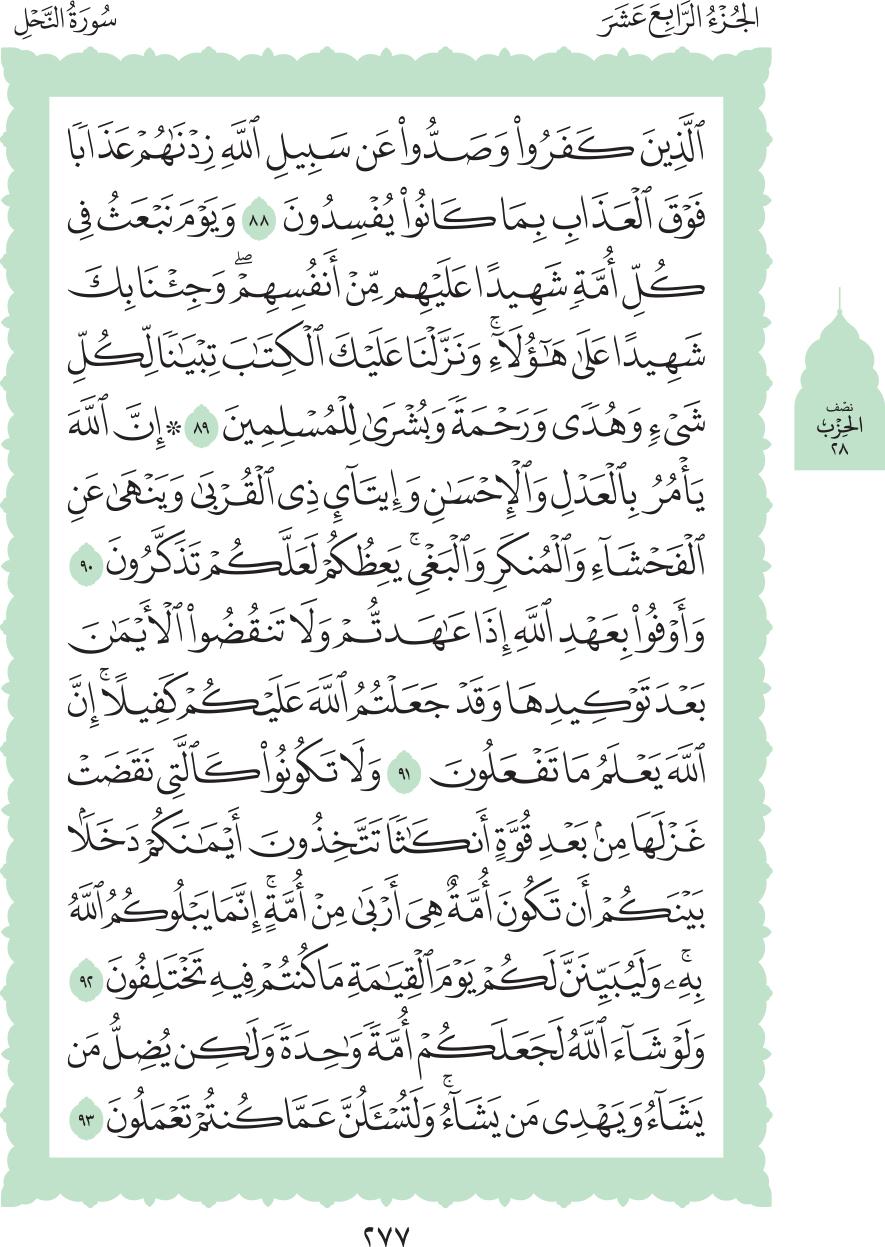 الجُزْءُ الرَّابِعَ عَشَرَ
سُورَةُ النَّحْلِ
ٱلَّذِينَ كَفَرُواْ وَصَدُّواْ عَن سَبِيلِ ٱللَّهِ زِدۡنَٰهُمۡ عَذَابٗا
فَوۡقَ ٱلۡعَذَابِ بِمَا كَانُواْ يُفۡسِدُونَ ٨٨ وَيَوۡمَ نَبۡعَثُ فِي
كُلِّ أُمَّةٖ شَهِيدًا عَلَيۡهِم مِّنۡ أَنفُسِهِمۡۖ وَجِئۡنَا بِكَ
شَهِيدًا عَلَىٰ هَٰٓؤُلَآءِۚ وَنَزَّلۡنَا عَلَيۡكَ ٱلۡكِتَٰبَ تِبۡيَٰنٗا لِّكُلِّ
شَيۡءٖ وَهُدٗى وَرَحۡمَةٗ وَبُشۡرَىٰ لِلۡمُسۡلِمِينَ ٨٩ * إِنَّ ٱللَّهَ
يَأۡمُرُ بِٱلۡعَدۡلِ وَٱلۡإِحۡسَٰنِ وَإِيتَآيِٕ ذِي ٱلۡقُرۡبَىٰ وَيَنۡهَىٰ عَنِ
ٱلۡفَحۡشَآءِ وَٱلۡمُنكَرِ وَٱلۡبَغۡيِۚ يَعِظُكُمۡ لَعَلَّكُمۡ تَذَكَّرُونَ ٩٠
وَأَوۡفُواْ بِعَهۡدِ ٱللَّهِ إِذَا عَٰهَدتُّمۡ وَلَا تَنقُضُواْ ٱلۡأَيۡمَٰنَ
بَعۡدَ تَوۡكِيدِهَا وَقَدۡ جَعَلۡتُمُ ٱللَّهَ عَلَيۡكُمۡ كَفِيلًاۚ إِنَّ
ٱللَّهَ يَعۡلَمُ مَا تَفۡعَلُونَ ٩١ وَلَا تَكُونُواْ كَٱلَّتِي نَقَضَتۡ
غَزۡلَهَا مِنۢ بَعۡدِ قُوَّةٍ أَنكَٰثٗا تَتَّخِذُونَ أَيۡمَٰنَكُمۡ دَخَلَۢا
بَيۡنَكُمۡ أَن تَكُونَ أُمَّةٌ هِيَ أَرۡبَىٰ مِنۡ أُمَّةٍۚ إِنَّمَا يَبۡلُوكُمُ ٱللَّهُ
بِهِۦۚ وَلَيُبَيِّنَنَّ لَكُمۡ يَوۡمَ ٱلۡقِيَٰمَةِ مَا كُنتُمۡ فِيهِ تَخۡتَلِفُونَ ٩٢
وَلَوۡ شَآءَ ٱللَّهُ لَجَعَلَكُمۡ أُمَّةٗ وَٰحِدَةٗ وَلَٰكِن يُضِلُّ مَن
يَشَآءُ وَيَهۡدِي مَن يَشَآءُۚ وَلَتُسۡـَٔلُنَّ عَمَّا كُنتُمۡ تَعۡمَلُونَ ٩٣
نصف
الحِزْب
٢٨
٢٧٧